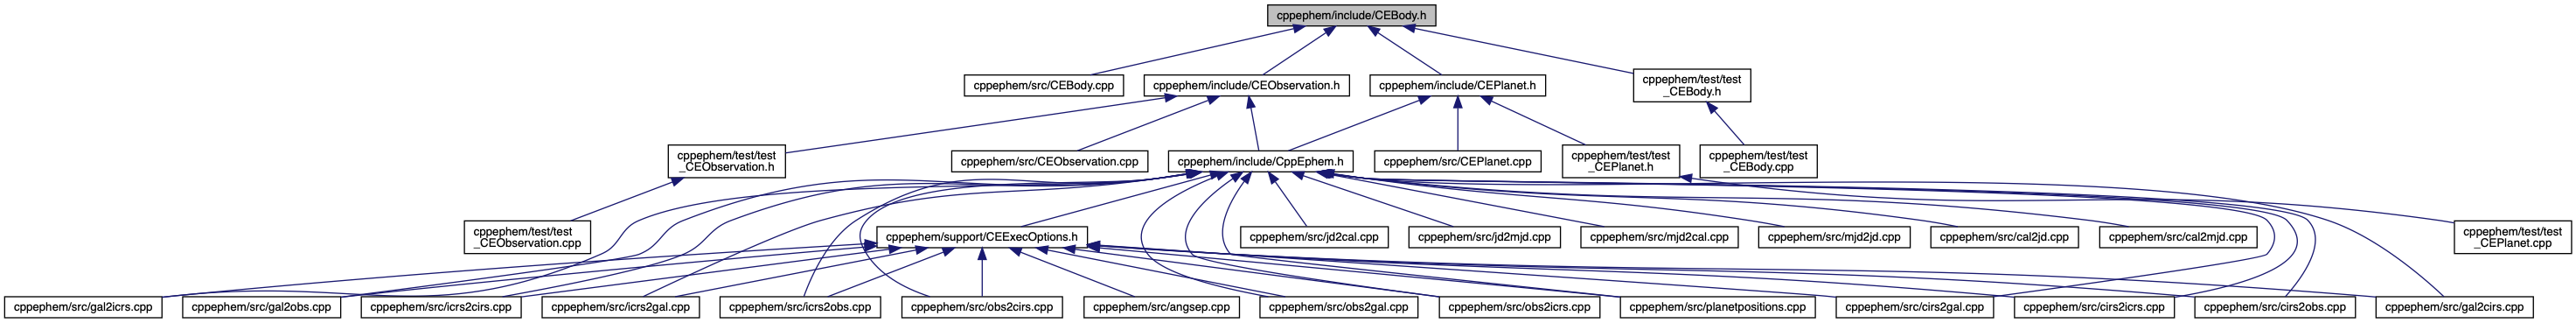 cppephem/include/CEBody.h
cppephem/src/CEBody.cpp
cppephem/include/CEObservation.h
cppephem/include/CEPlanet.h
cppephem/test/test
_CEBody.h
cppephem/test/test
_CEObservation.h
cppephem/src/CEObservation.cpp
cppephem/include/CppEphem.h
cppephem/src/CEPlanet.cpp
cppephem/test/test
_CEPlanet.h
cppephem/test/test
_CEBody.cpp
cppephem/test/test
_CEObservation.cpp
cppephem/support/CEExecOptions.h
cppephem/src/jd2cal.cpp
cppephem/src/jd2mjd.cpp
cppephem/src/mjd2cal.cpp
cppephem/src/mjd2jd.cpp
cppephem/src/cal2jd.cpp
cppephem/src/cal2mjd.cpp
cppephem/test/test
_CEPlanet.cpp
cppephem/src/gal2icrs.cpp
cppephem/src/gal2obs.cpp
cppephem/src/icrs2cirs.cpp
cppephem/src/icrs2gal.cpp
cppephem/src/icrs2obs.cpp
cppephem/src/obs2cirs.cpp
cppephem/src/angsep.cpp
cppephem/src/obs2gal.cpp
cppephem/src/obs2icrs.cpp
cppephem/src/planetpositions.cpp
cppephem/src/cirs2gal.cpp
cppephem/src/cirs2icrs.cpp
cppephem/src/cirs2obs.cpp
cppephem/src/gal2cirs.cpp